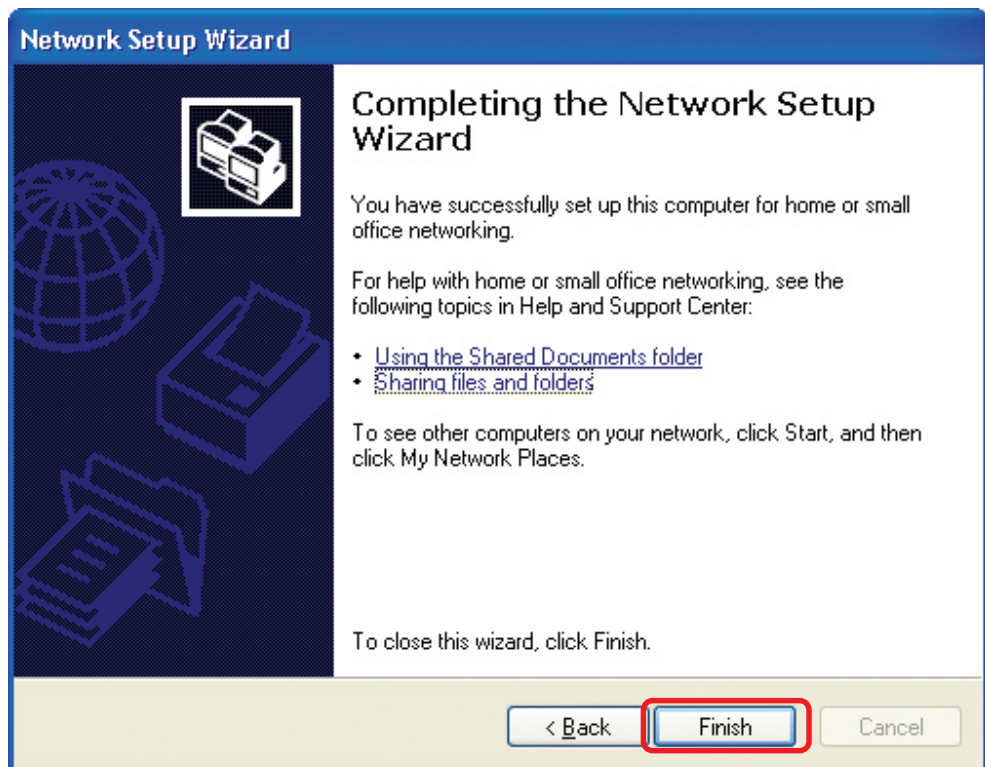 Network Setup Wizard
Completing the Network Setup
Wizard
You have successfully set up this computer for home or small
office networking.
For help with home or small office networking, see the
following topics in Help and Support Center:
• Using the Shared Documents folder
• Sharing files and folders
To see other computers on your network, click Start, and then
click My Network Places.
To close this wizard, click Finish.
< Back Finish Cancel